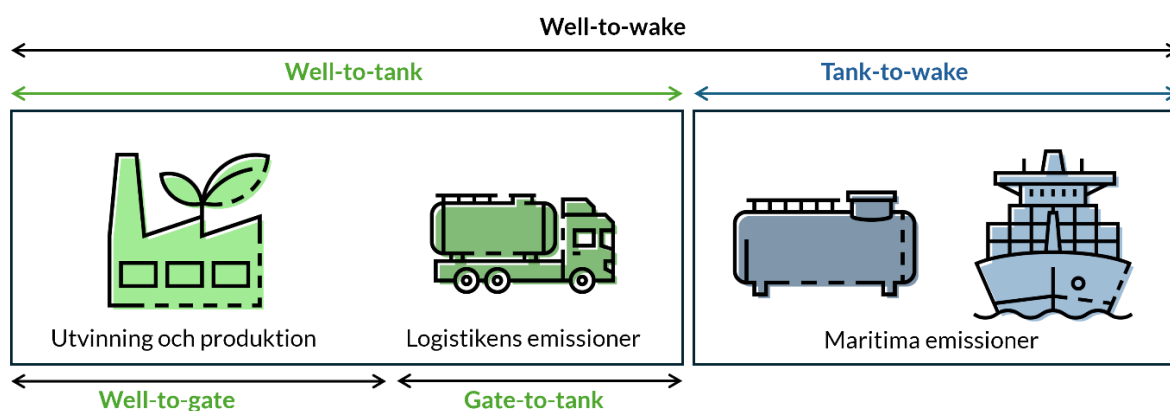 Well-to-wake
Well-to-tank
Tank-to-wake
Utvinning och produktion
Logistikens emissioner
Maritima emissioner
Well-to-gate
Gate-to-tank